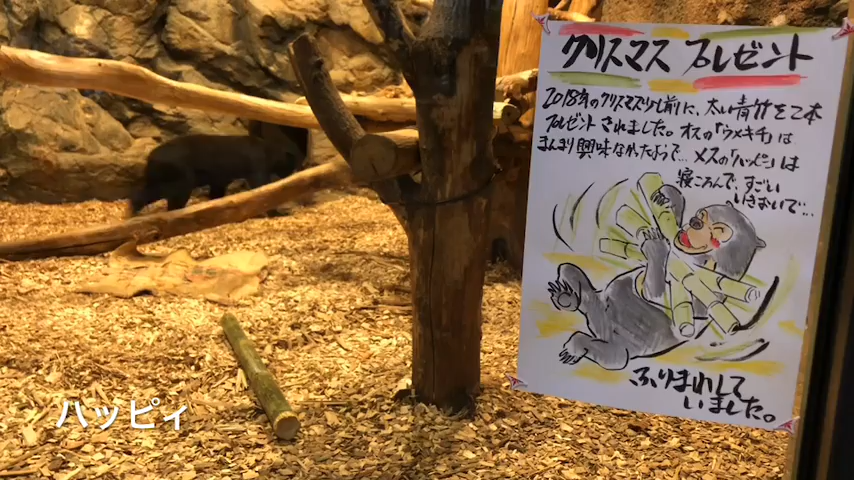 クリスマス プレゼント
2018年のクリスマス少し前に、太い青竹を2本
プレゼントされました。オスの「ウメキチ」は
あんまり興味なかったようで… メスの「ハッピィ」は
寝ころんで、すごい
いきおいで…
ふりまわして
いました。
ハッピィ